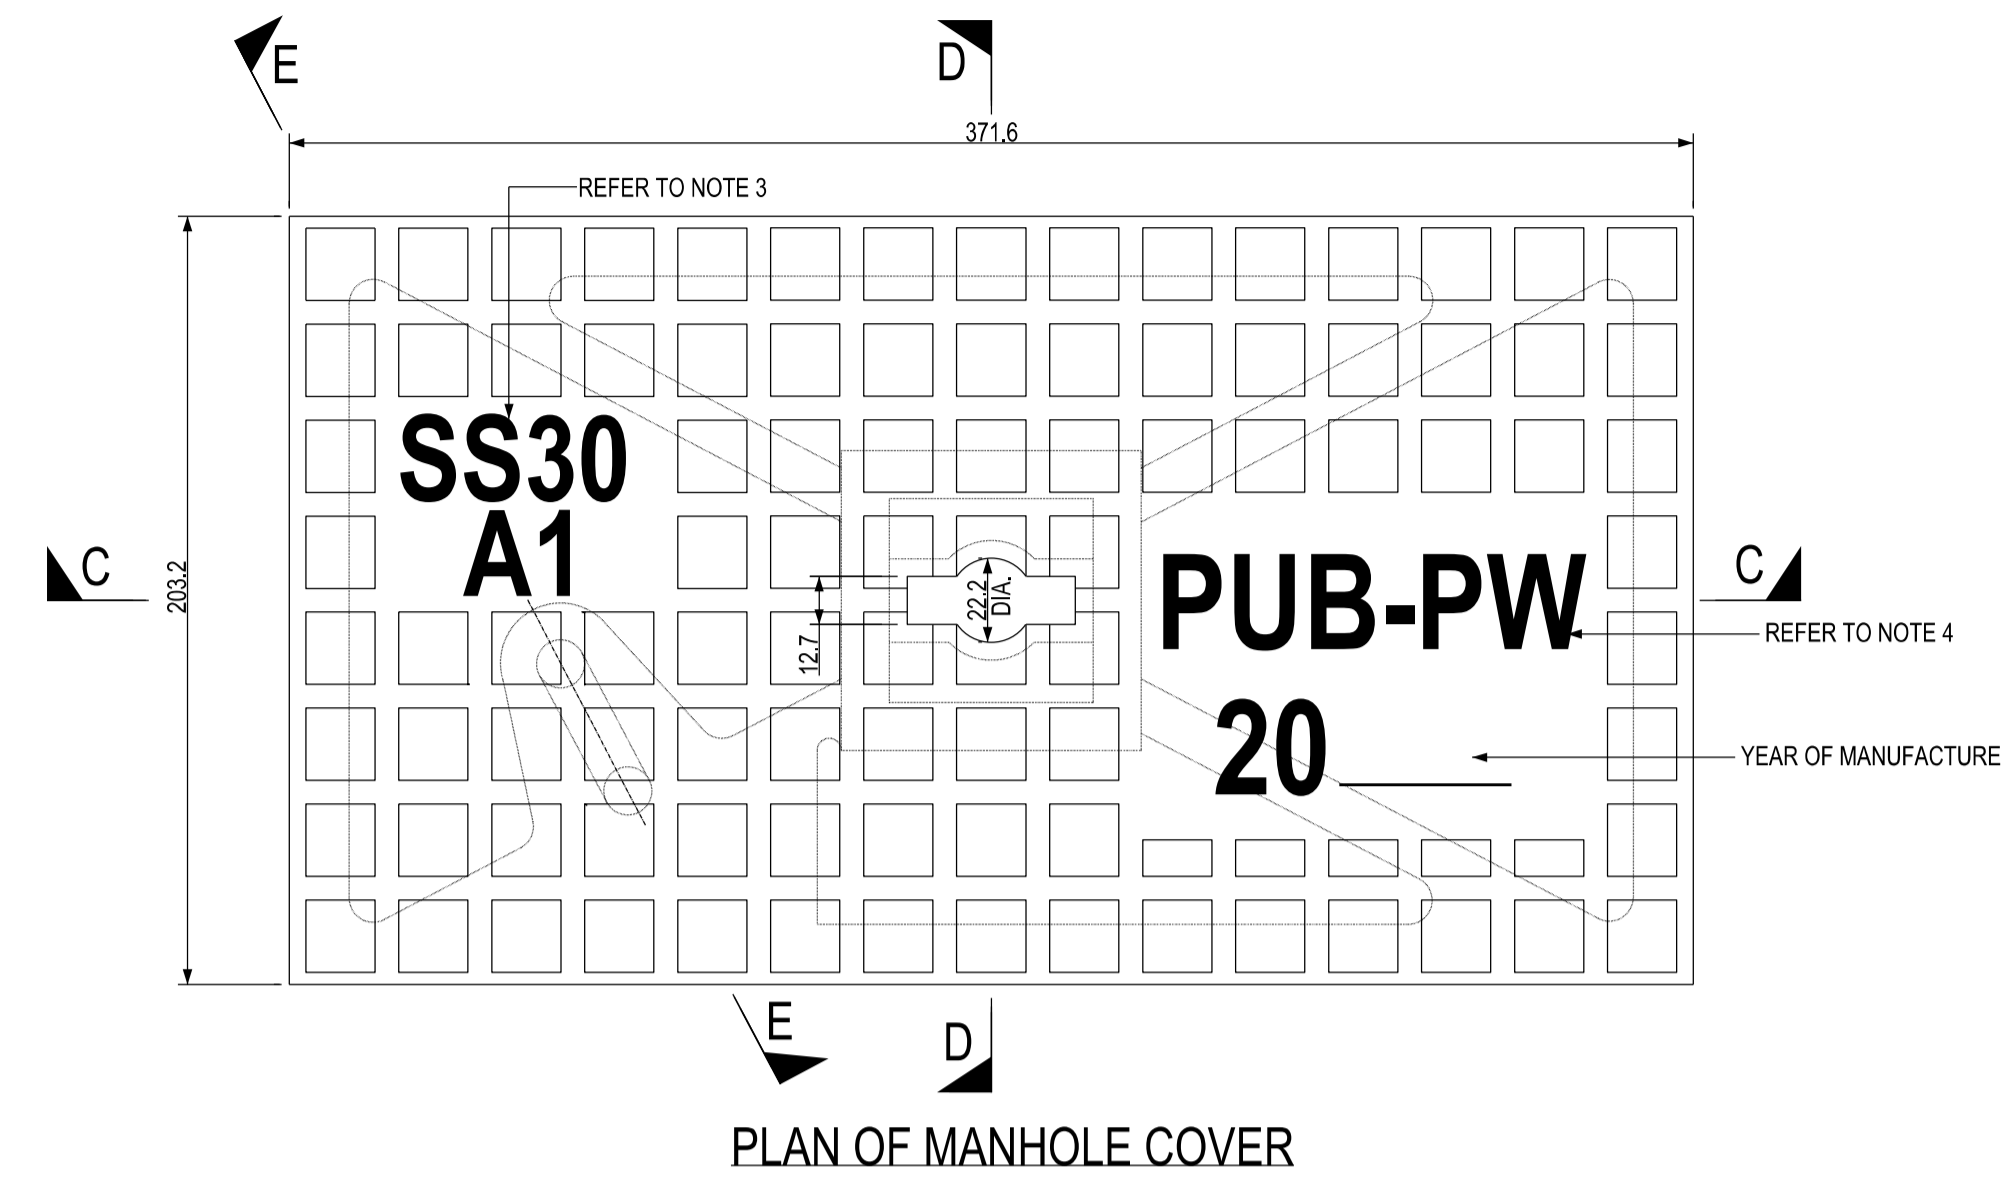 E
D
371.6
REFER TO NOTE 3
SS30
A1
C
203.2
22.2
DIA.
12.7
PUB-PW
C
REFER TO NOTE 4
20
YEAR OF MANUFACTURE
E
D
PLAN OF MANHOLE COVER